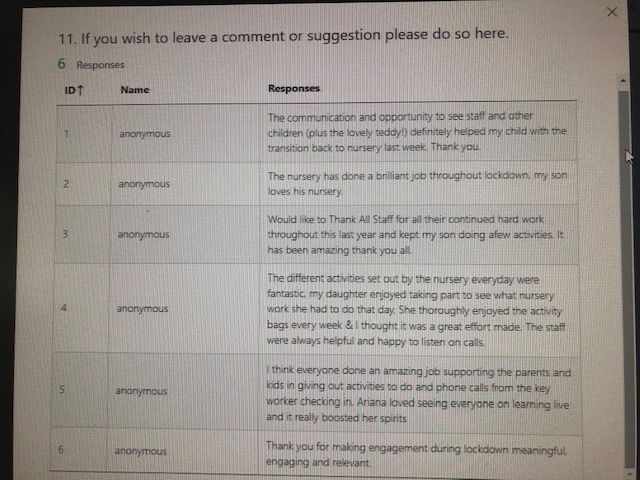 11. If you wish to leave a comment or suggestion please do so here.
6 Responses
ID↑ Name Responses
1 anonymous
The communication and opportunity to see staff and other
children (plus the lovely teddy!) definitely helped my child with the
transition back to nursery last week. Thank you.
2 anonymous
The nursery has done a brilliant job throughout lockdown, my son
loves his nursery.
3 anonymous
Would like to Thank All Staff for all their continued hard work
throughout this last year and kept my son doing afew activities. It
has been amazing thank you all.
4 anonymous
The different activities set out by the nursery everyday were
fantastic, my daughter enjoyed taking part to see what nursery
work she had to do that day. She thoroughly enjoyed the activity
bags every week & I thought it was a great effort made. The staff
were always helpful and happy to listen on calls.
5 anonymous
I think everyone done an amazing job supporting the parents and
kids in giving out activities to do and phone calls from the key
worker checking in. Ariana loved seeing everyone on learning live
and it really boosted her spirits
6 anonymous
Thank you for making engagement during lockdown meaningful,
engaging and relevant.